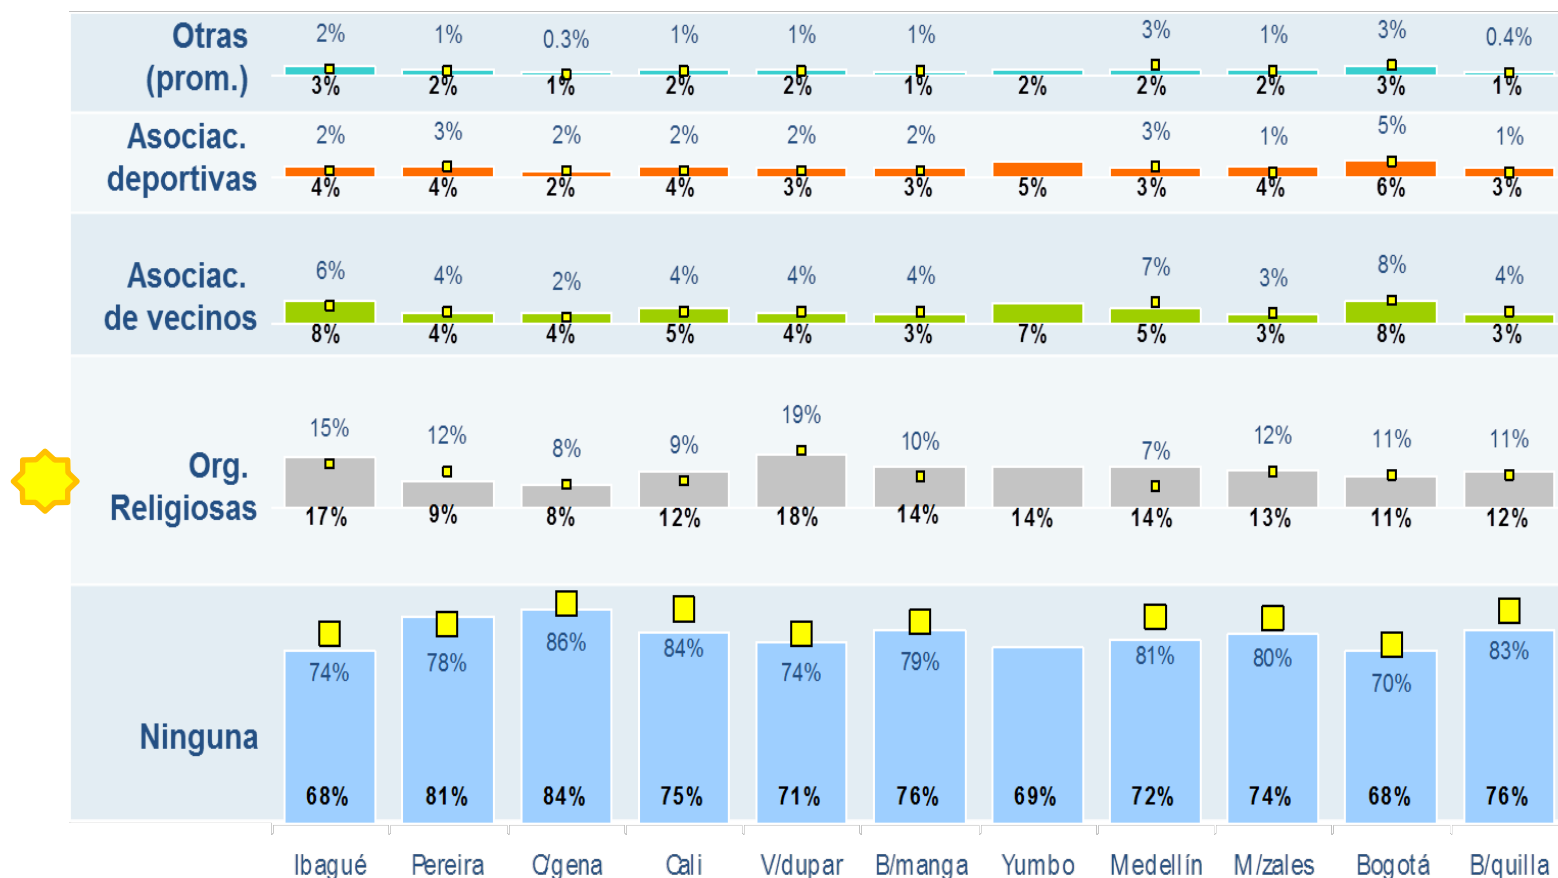 Otras
(prom.)
2% 1% 0.3% 1% 1% 1% 3% 1% 3% 0.4%
3% 2% 1% 2% 2% 1% 2% 2% 2% 3% 1%
Asociac.
deportivas
2% 3% 2% 2% 2% 2% 3% 1% 5% 1%
4% 4% 2% 4% 3% 3% 5% 3% 4% 6% 3%
Asociac.
de vecinos
6% 4% 2% 4% 4% 4% 7% 3% 8% 4%
8% 4% 4% 5% 4% 3% 7% 5% 3% 8% 3%
Org.
Religiosas
15% 12% 8% 9% 19% 10% 7% 12% 11% 11%
17% 9% 8% 12% 18% 14% 14% 14% 13% 11% 12%
Ninguna
74% 78% 86% 84% 74% 79% 81% 80% 70% 83%
68% 81% 84% 75% 71% 76% 69% 72% 74% 68% 76%
Ibagué Pereira C/gena Cali V/dupar B/manga Yumbo Medellín M/zales Bogotá B/quilla